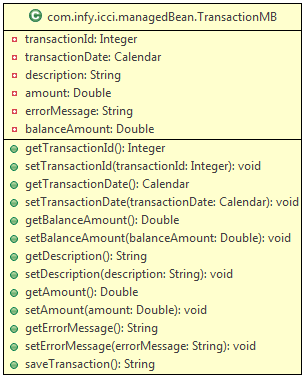 C com.infy.icci.managedBean.TransactionMB
transactionId: Integer
transactionDate: Calendar
description: String
amount: Double
errorMessage: String
balanceAmount: Double
getTransactionId(): Integer
setTransactionId(transactionId: Integer): void
getTransactionDate(): Calendar
setTransactionDate(transactionDate: Calendar): void
getBalanceAmount(): Double
setBalanceAmount(balanceAmount: Double): void
getDescription(): String
setDescription(description: String): void
getAmount(): Double
setAmount(amount: Double): void
getErrorMessage(): String
setErrorMessage(errorMessage: String): void
saveTransaction(): String